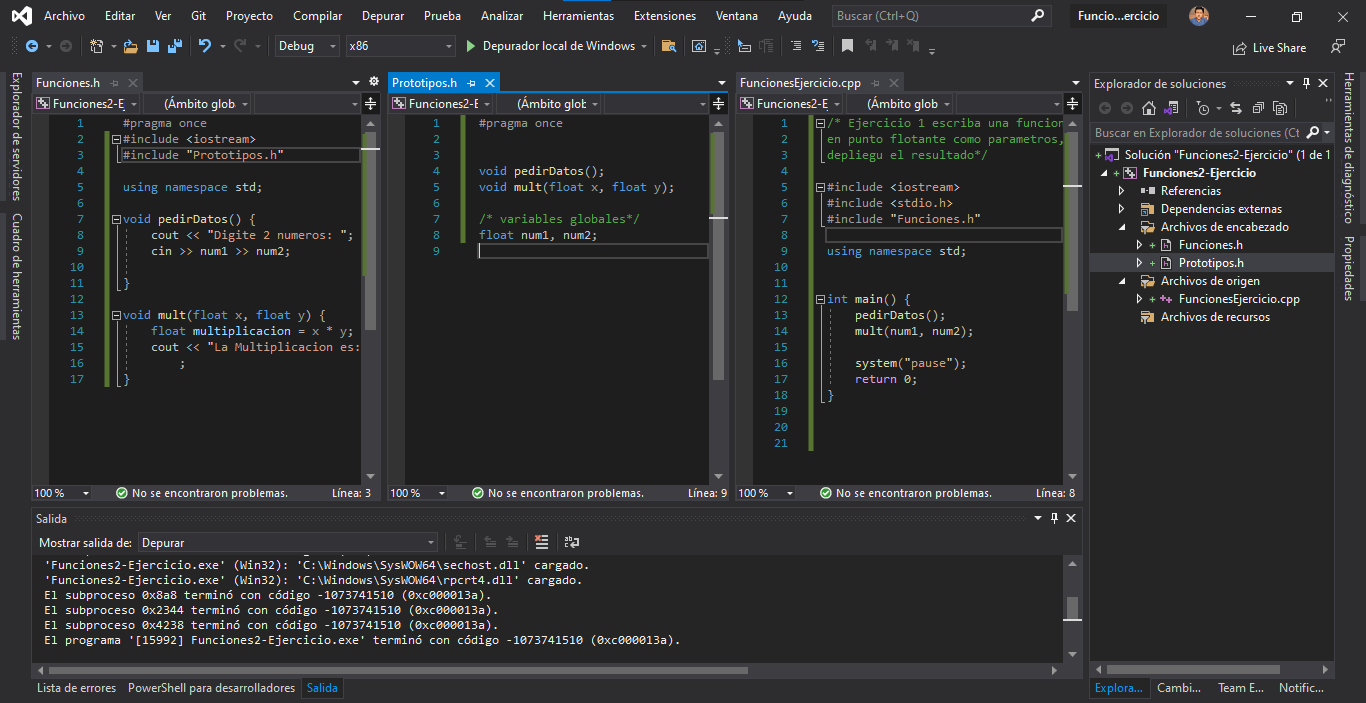 Archivo Editar Ver Git Proyecto Compilar Depurar Prueba Analizar Herramientas Extensiones Ventana Ayuda Buscar (Ctrl+Q) Funcio...ercicio
Debug x86 Depurador local de Windows Live Share
Explorador de servidores
Cuadro de herramientas
Funciones.h
Funciones2-Ej (Ámbito glob
1 #pragma once
2 #include <iostream>
3 #include "Prototipos.h"
4
5 using namespace std;
6
7 void pedirDatos() {
8 cout << "Digite 2 numeros: ";
9 cin >> num1 >> num2;
10
11 }
12
13 void mult(float x, float y) {
14 float multiplicacion = x * y;
15 cout << "La Multiplicacion es:
16 ;
17 }
100 % No se encontraron problemas. Línea: 3
Prototipos.h
Funciones2-E (Ámbito glob
1 #pragma once
2
3
4 void pedirDatos();
5 void mult(float x, float y);
6
7 /* variables globales*/
8 float num1, num2;
9
100 % No se encontraron problemas. Línea: 9
FuncionesEjercicio.cpp
Funciones2-E (Ámbito glob
1 /* Ejercicio 1 escriba una funcion
2 en punto flotante como parametros,
3 depliegu el resultado*/
4
5 #include <iostream>
6 #include <stdio.h>
7 #include "Funciones.h"
8
9 using namespace std;
10
11
12 int main() {
13 pedirDatos();
14 mult(num1, num2);
15
16 system("pause");
17 return 0;
18 }
19
20
21
100 % No se encontraron problemas. Línea: 8
Explorador de soluciones
Buscar en Explorador de soluciones (Ct
Solución "Funciones2-Ejercicio" (1 de 1
Funciones2-Ejercicio
Referencias
Dependencias externas
Archivos de encabezado
Funciones.h
Prototipos.h
Archivos de origen
FuncionesEjercicio.cpp
Archivos de recursos
Herramientas de diagnóstico
Propiedades
Salida
Mostrar salida de: Depurar
'Funciones2-Ejercicio.exe' (Win32): 'C:\Windows\SysWOW64\sechost.dll' cargado.
'Funciones2-Ejercicio.exe' (Win32): 'C:\Windows\SysWOW64\rpcrt4.dll' cargado.
El subproceso 0x8a8 terminó con código -1073741510 (0xc000013a).
El subproceso 0x2344 terminó con código -1073741510 (0xc000013a).
El subproceso 0x4238 terminó con código -1073741510 (0xc000013a).
El programa '[15992] Funciones2-Ejercicio.exe' terminó con código -1073741510 (0xc000013a).
Lista de errores PowerShell para desarrolladores Salida
Explora... Cambi... Team E... Notific...